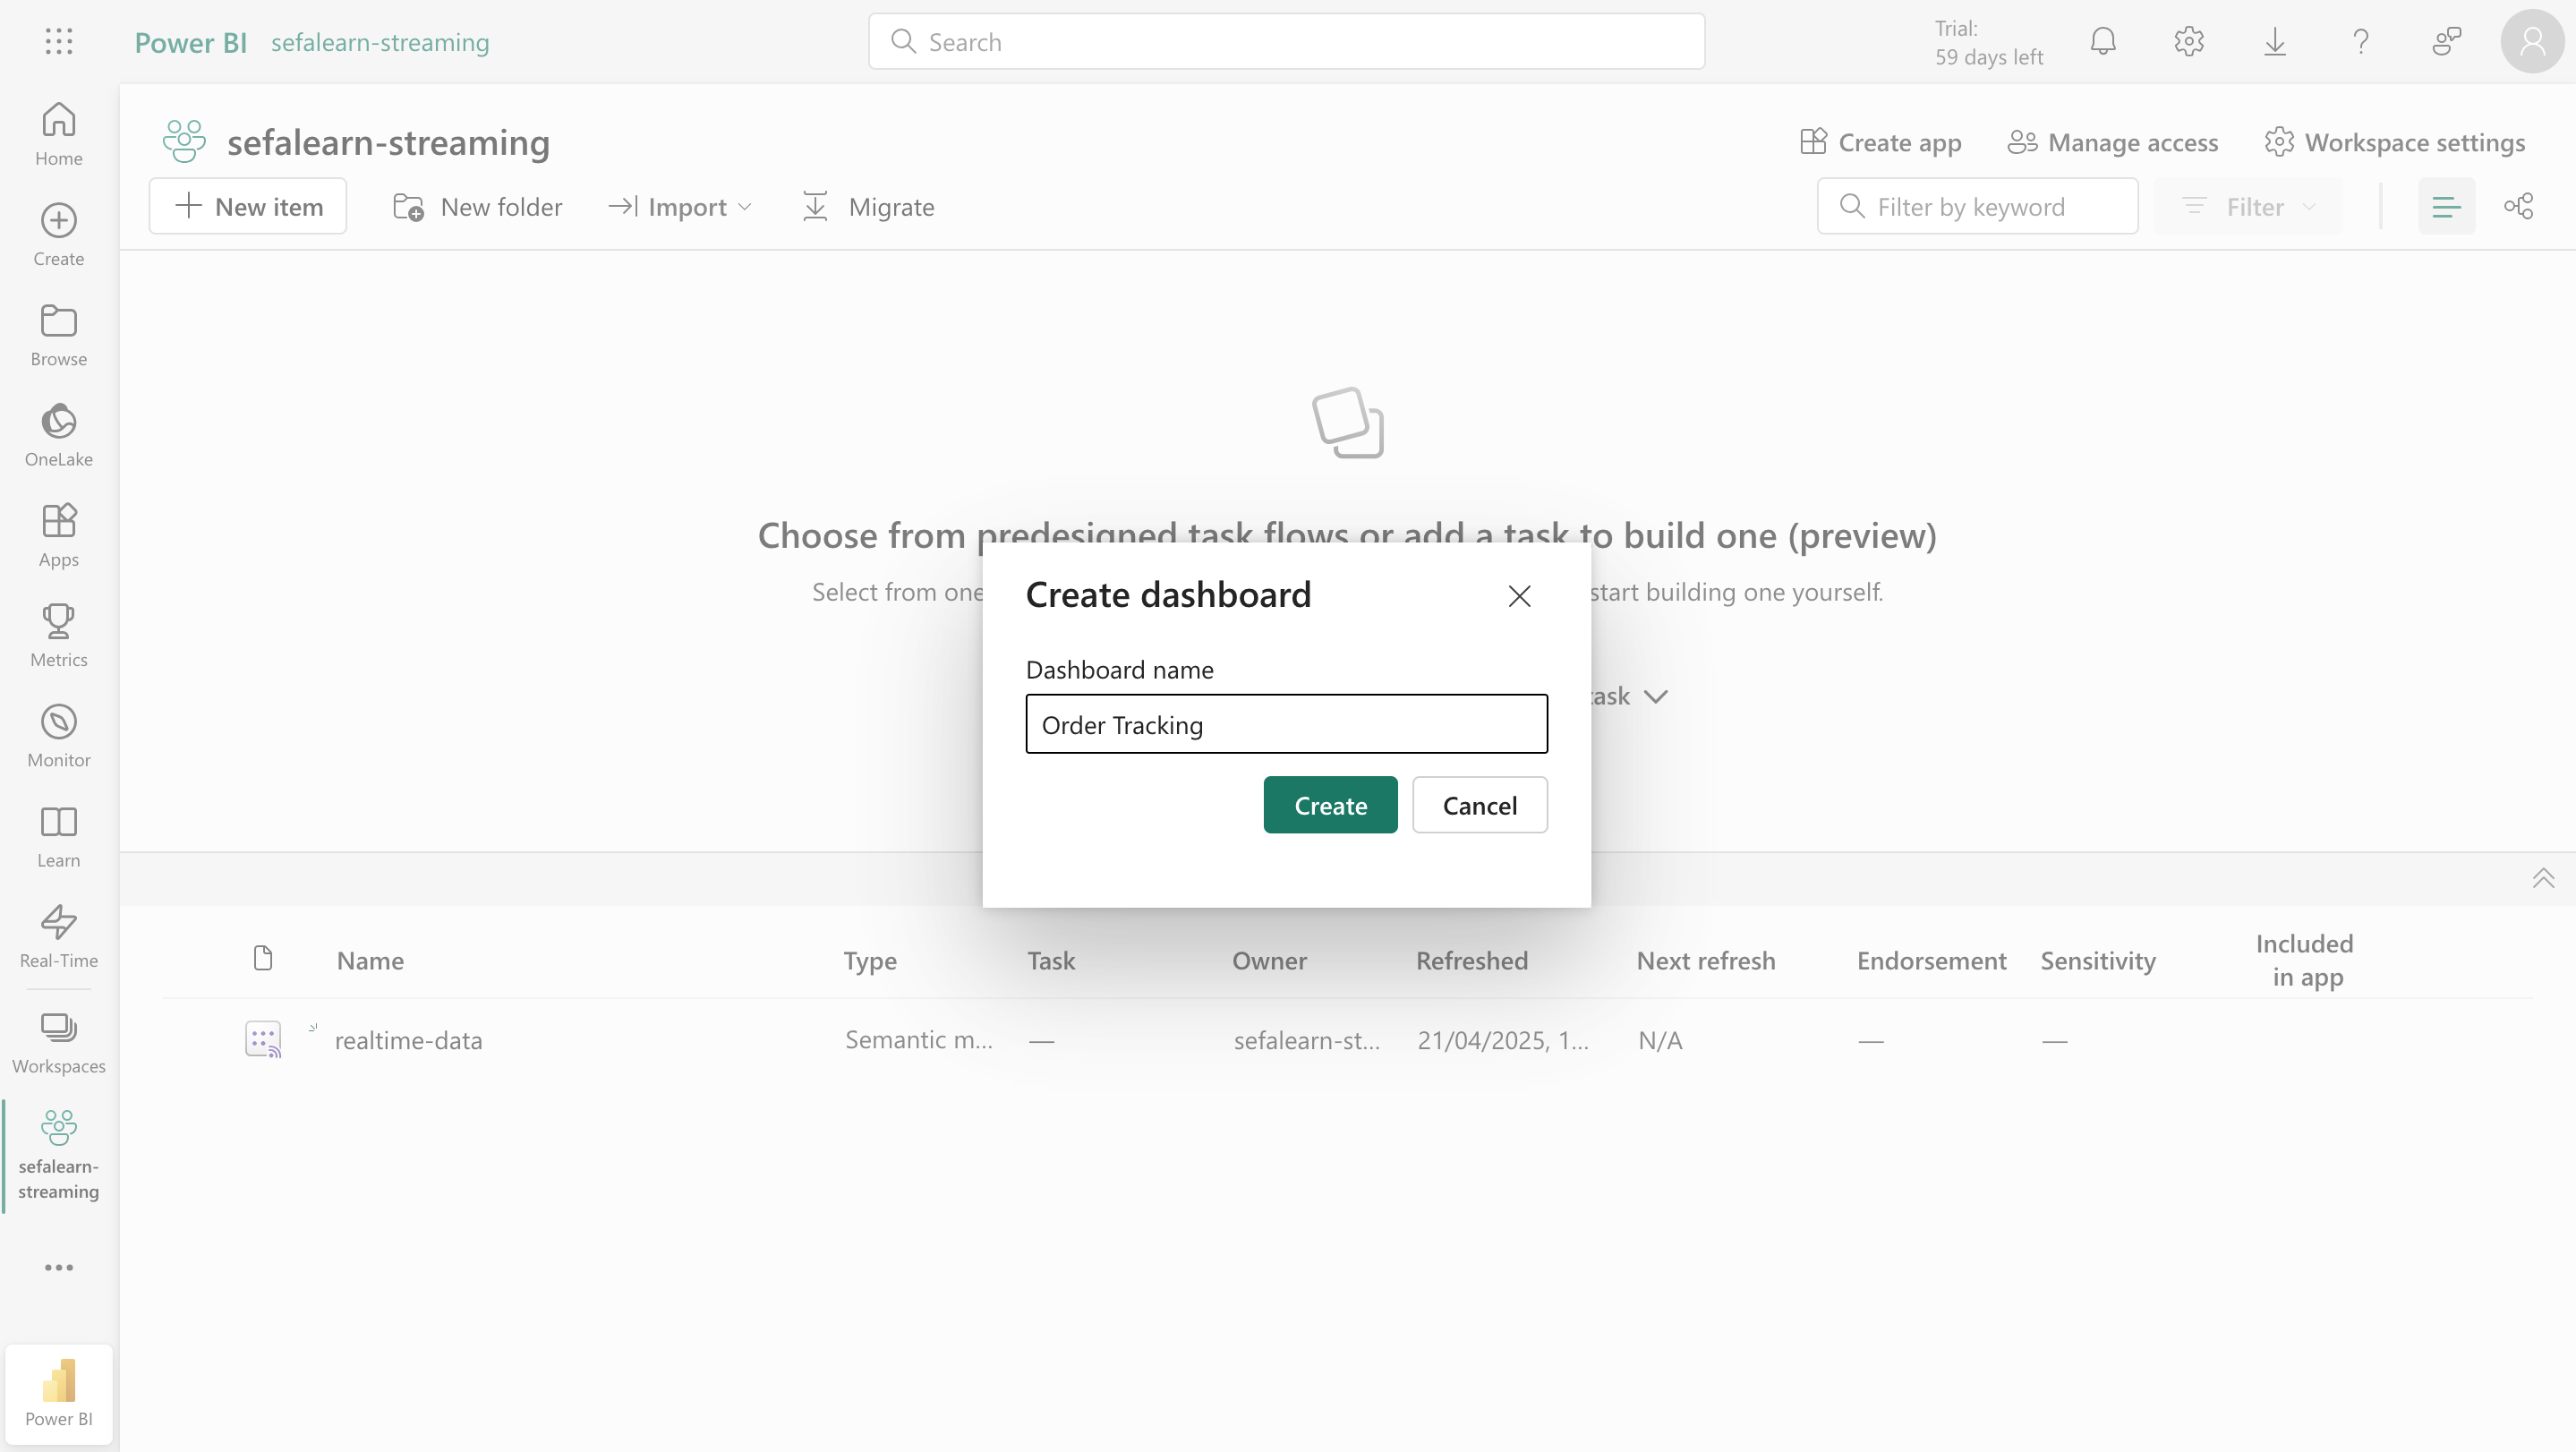 Power BI sefalearn-streaming
Search
Trial:
59 days left
Home
Create
Browse
OneLake
Apps
Metrics
Monitor
Learn
Real-Time
Workspaces
sefalearn-
streaming
Power BI
sefalearn-streaming
Create app
Manage access
Workspace settings
New item
New folder
Import
Migrate
Filter by keyword
Filter
Choose from predesigned task flows or add a task to build one (preview)
Select from one
start building one yourself.
task
Create dashboard
Dashboard name
Order Tracking
Create
Cancel
Name Type Task Owner Refreshed Next refresh Endorsement Sensitivity Included
in app
realtime-data Semantic m... — sefalearn-st... 21/04/2025, 1... N/A — —